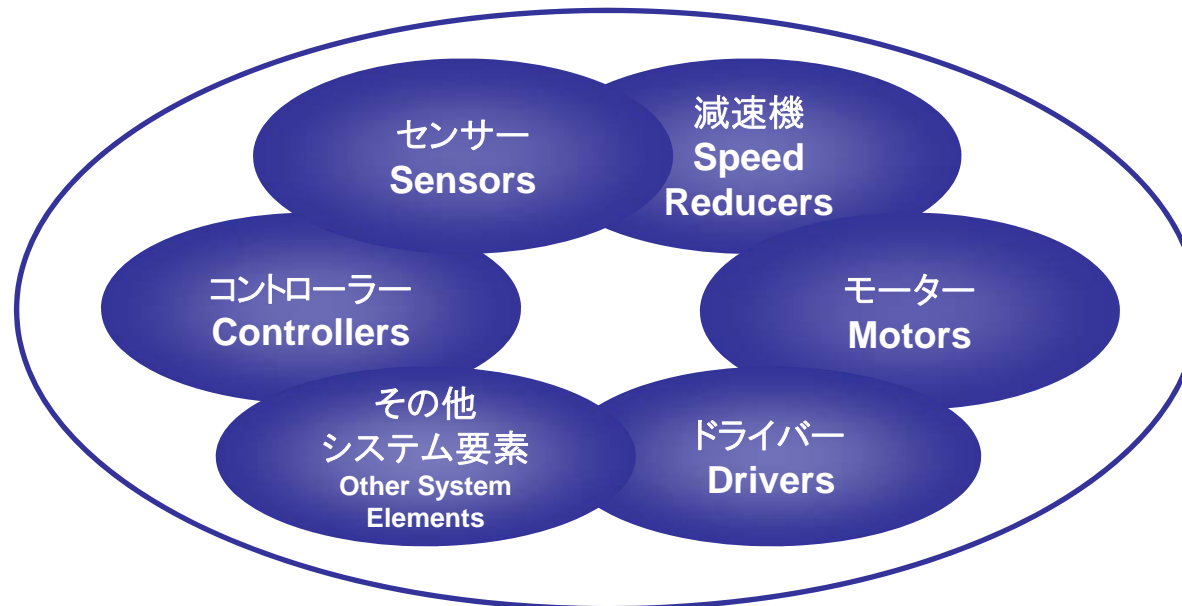 センサー
Sensors
減速機
Speed
Reducers
コントローラー
Controllers
モーター
Motors
その他
システム要素
Other System
Elements
ドライバー
Drivers